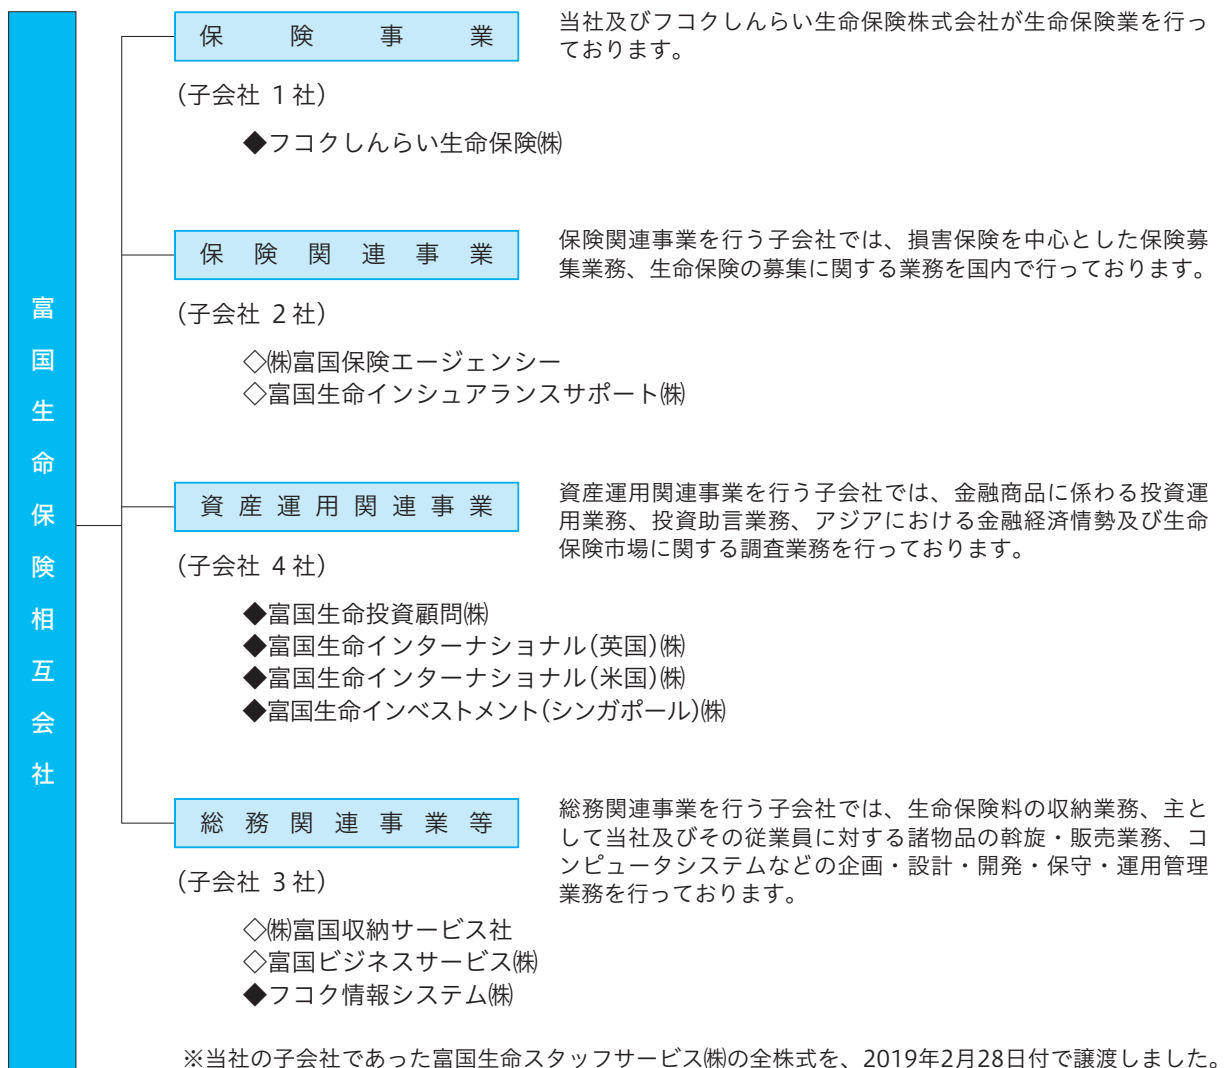 富国生命保険相互会社
保険事業
当社及びフコクしんらい生命保険株式会社が生命保険業を行っ
ております。
(子会社 1社)
◆フコクしんらい生命保険㈱
保険関連事業
保険関連事業を行う子会社では、損害保険を中心とした保険募
集業務、生命保険の募集に関する業務を国内で行っております。
(子会社 2社)
◇㈱富国保険エージェンシー
◇富国生命インシュアランスサポート㈱
資産運用関連事業
資産運用関連事業を行う子会社では、金融商品に係わる投資運
用業務、投資助言業務、アジアにおける金融経済情勢及び生命
保険市場に関する調査業務を行っております。
(子会社 4社)
◆富国生命投資顧問㈱
◆富国生命インターナショナル(英国)㈱
◆富国生命インターナショナル(米国)㈱
◆富国生命インベストメント(シンガポール)㈱
総務関連事業等
総務関連事業を行う子会社では、生命保険料の収納業務、主と
して当社及びその従業員に対する諸物品の斡旋・販売業務、コ
ンピュータシステムなどの企画・設計・開発・保守・運用管理
業務を行っております。
(子会社 3社)
◇㈱富国収納サービス社
◇富国ビジネスサービス㈱
◆フコク情報システム㈱
※当社の子会社であった富国生命スタッフサービス㈱の全株式を、2019年2月28日付で譲渡しました。